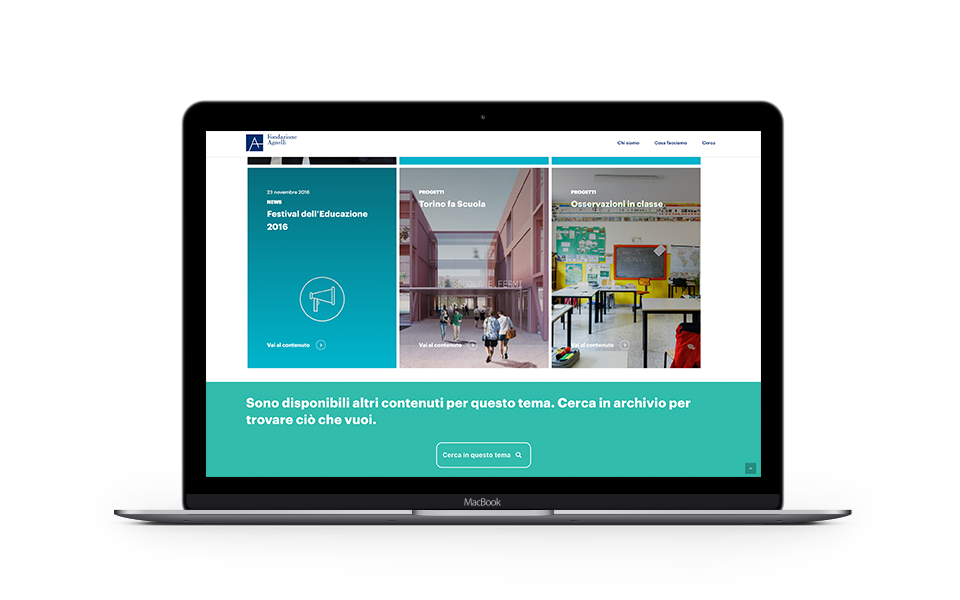 Fondazione
Agnelli
Chi siamo
Cosa facciamo
Cerca
23 novembre 2016
NEWS
Festival dell'Educazione
2016
Vai al contenuto
PROGETTI
Torino fa Scuola
FERMI
Vai al contenuto
PROGETTI
Osservazioni in classe
Vai al contenuto
Sono disponibili altri contenuti per questo tema. Cerca in archivio per
trovare ciò che vuoi.
Cerca in questo tema
MacBook